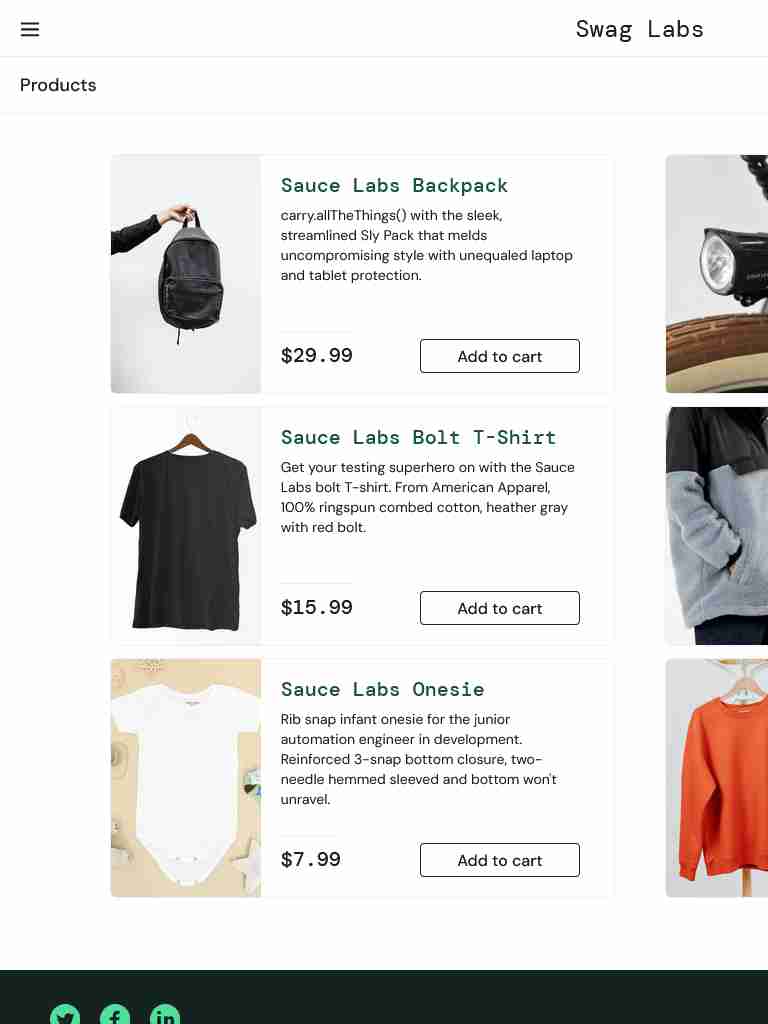 Swag Labs
Products
Sauce Labs Backpack
carry.allTheThings() with the sleek,
streamlined Sly Pack that melds
uncompromising style with unequaled laptop
and tablet protection.
$29.99
Add to cart
Sauce Labs Bolt T-Shirt
Get your testing superhero on with the Sauce
Labs bolt T-shirt. From American Apparel,
100% ringspun combed cotton, heather gray
with red bolt.
$15.99
Add to cart
Sauce Labs Onesie
Rib snap infant onesie for the junior
automation engineer in development.
Reinforced 3-snap bottom closure, two-
needle hemmed sleeved and bottom won't
unravel.
$7.99
Add to cart